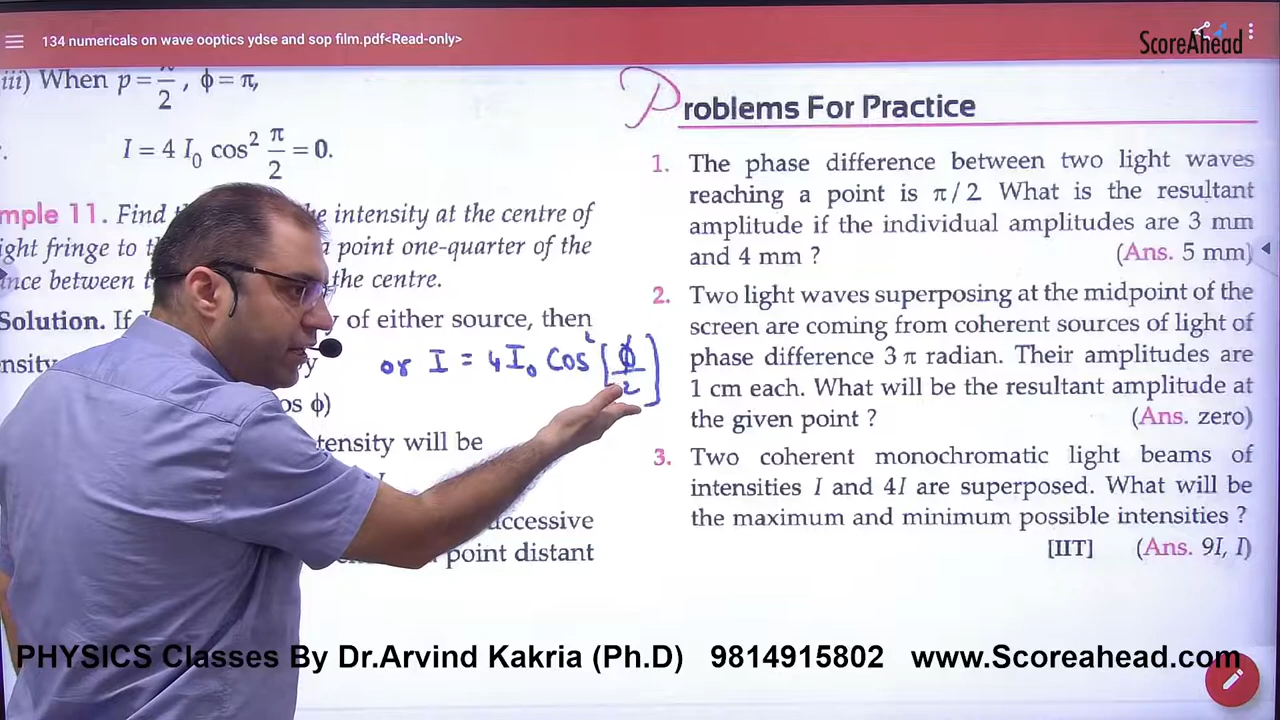 134 numericals on wave ooptics ydse and sop film.pdf<Read-only>
ScoreAhead
iii) When p = π/2 , ϕ = π,
I = 4 I₀ cos² π/2 = 0.
mple 11. Find the intensity at the centre of
ight fringe to a point one-quarter of the
nce between the centre.
Solution. If of either source, then
or I = 4I₀ Cos² [ϕ/2]
os ϕ)
tensity will be
uccessive
point distant
Problems For Practice
1. The phase difference between two light waves
reaching a point is π/2 What is the resultant
amplitude if the individual amplitudes are 3 mm
and 4 mm ? (Ans. 5 mm)
2. Two light waves superposing at the midpoint of the
screen are coming from coherent sources of light of
phase difference 3 π radian. Their amplitudes are
1 cm each. What will be the resultant amplitude at
the given point ? (Ans. zero)
3. Two coherent monochromatic light beams of
intensities I and 4I are superposed. What will be
the maximum and minimum possible intensities ?
[IIT] (Ans. 9I, I)
PHYSICS Classes By Dr.Arvind Kakria (Ph.D) 9814915802 www.Scoreahead.com